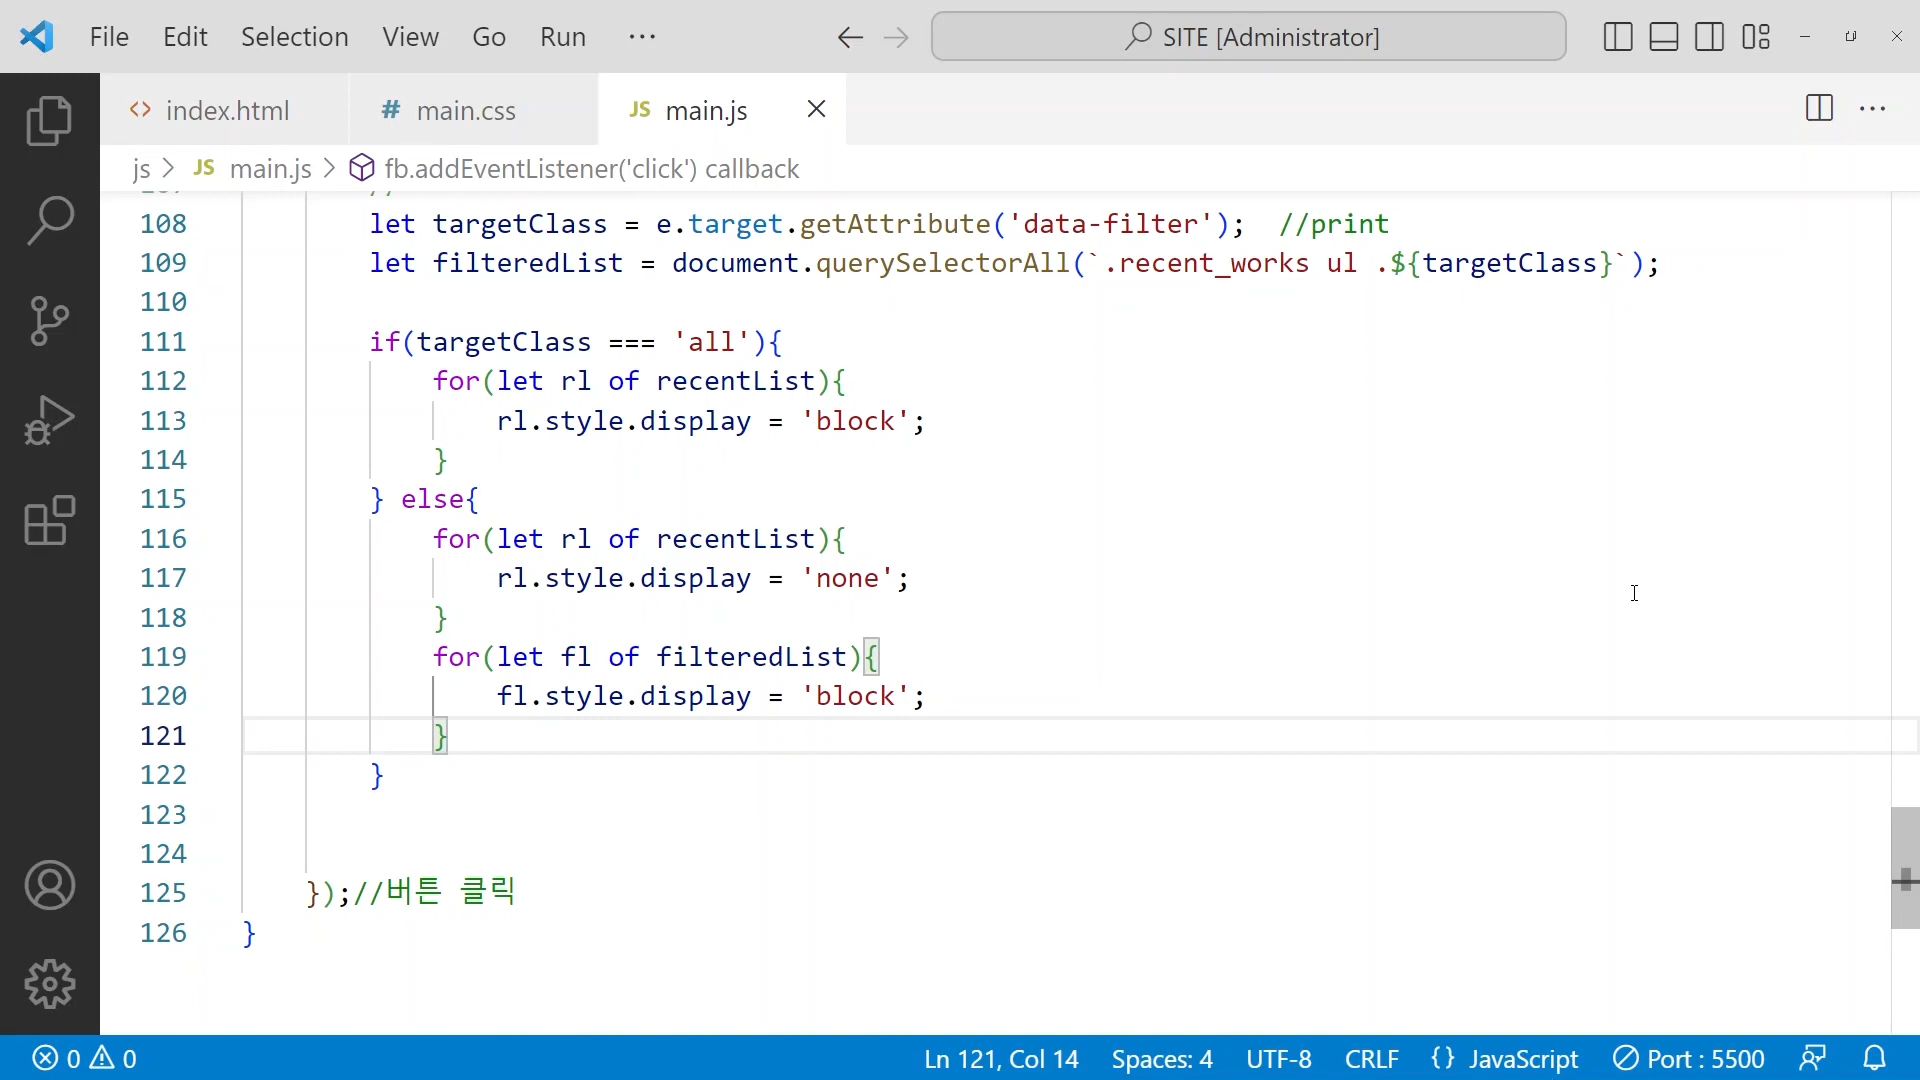 File Edit Selection View Go Run ··· SITE [Administrator]
<> index.html # main.css JS main.js
js > JS main.js > fb.addEventListener('click') callback
108 let targetClass = e.target.getAttribute('data-filter'); //print
109 let filteredList = document.querySelectorAll(`.recent_works ul .${targetClass}`);
110
111 if(targetClass === 'all'){
112 for(let rl of recentList){
113 rl.style.display = 'block';
114 }
115 } else{
116 for(let rl of recentList){
117 rl.style.display = 'none';
118 }
119 for(let fl of filteredList){
120 fl.style.display = 'block';
121 }
122 }
123
124
125 });//버튼 클릭
126 }
0 0 Ln 121, Col 14 Spaces: 4 UTF-8 CRLF {} JavaScript Port : 5500